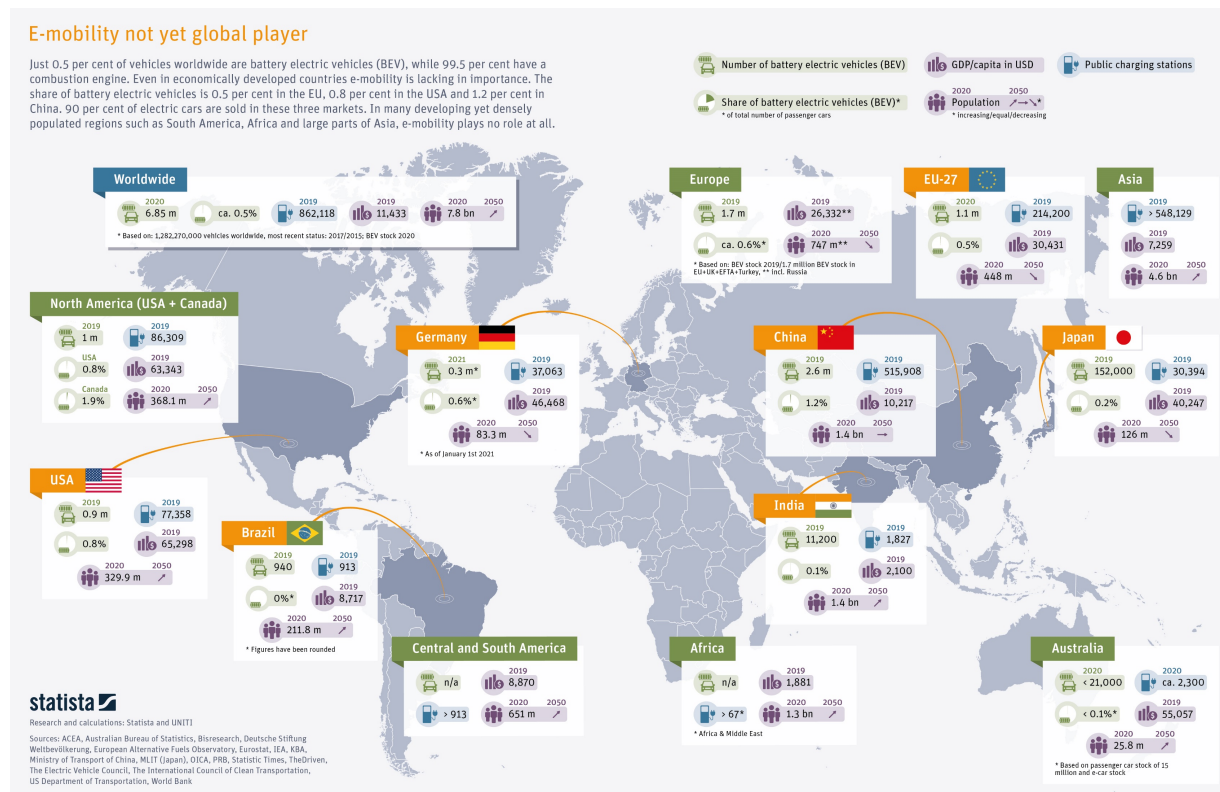 E-mobility not yet global player
Just 0.5 per cent of vehicles worldwide are battery electric vehicles (BEV), while 99.5 per cent have a
combustion engine. Even in economically developed countries e-mobility is lacking in importance. The
share of battery electric vehicles is 0.5 per cent in the EU, 0.8 per cent in the USA and 1.2 per cent in
China. 90 per cent of electric cars are sold in these three markets. In many developing yet densely
populated regions such as South America, Africa and large parts of Asia, e-mobility plays no role at all.
Number of battery electric vehicles (BEV)
GDP/capita in USD
Public charging stations
Share of battery electric vehicles (BEV)*
* of total number of passenger cars
2020 2050
Population ↗→↘*
* increasing/equal/decreasing
Worldwide
2020 2019 2019 2020 2050
6.85 m ca. 0.5% 862,118 11,433 7.8 bn ↗
* Based on: 1,282,270,000 vehicles worldwide, most recent status: 2017/2015; BEV stock 2020
Europe
2019 2019
1.7 m 26,332**
2020 2050
ca. 0.6%* 747 m** ↘
* Based on: BEV stock 2019/1.7 million BEV stock in
EU+UK+EFTA+Turkey, ** incl. Russia
EU-27
2020 2019
1.1 m 214,200
2019
0.5% 30,431
2020 2050
448 m ↘
Asia
2019
> 548,129
2019
7,259
2020 2050
4.6 bn ↗
North America (USA + Canada)
2019 2019
1 m 86,309
USA 2019
0.8% 63,343
Canada 2020 2050
1.9% 368.1 m ↗
Germany
2021 2019
0.3 m* 37,063
2019
0.6%* 46,468
2020 2050
83.3 m ↘
* As of January 1st 2021
China
2019 2019
2.6 m 515,908
2019
1.2% 10,217
2020 2050
1.4 bn →
Japan
2019 2019
152,000 30,394
2019
0.2% 40,247
2020 2050
126 m ↘
USA
2019 2019
0.9 m 77,358
2019
0.8% 65,298
2020 2050
329.9 m ↗
Brazil
2019 2019
940 913
2019
0%* 8,717
2020 2050
211.8 m ↗
* Figures have been rounded
India
2019 2019
11,200 1,827
2019
0.1% 2,100
2020 2050
1.4 bn ↗
Central and South America
2019
n/a 8,870
2020 2050
> 913 651 m ↗
Africa
2019
n/a 1,881
2020 2050
> 67* 1.3 bn ↗
* Africa & Middle East
Australia
2020 2020
< 21,000 ca. 2,300
2019
< 0.1%* 55,057
2020 2050
25.8 m ↗
* Based on passenger car stock of 15
million and e-car stock
statista
Research and calculations: Statista and UNITI
Sources: ACEA, Australian Bureau of Statistics, Bisresearch, Deutsche Stiftung
Weltbevölkerung, European Alternative Fuels Observatory, Eurostat, IEA, KBA,
Ministry of Transport of China, MLIT (Japan), OICA, PRB, Statistic Times, TheDriven,
The Electric Vehicle Council, The International Council of Clean Transportation,
US Department of Transportation, World Bank